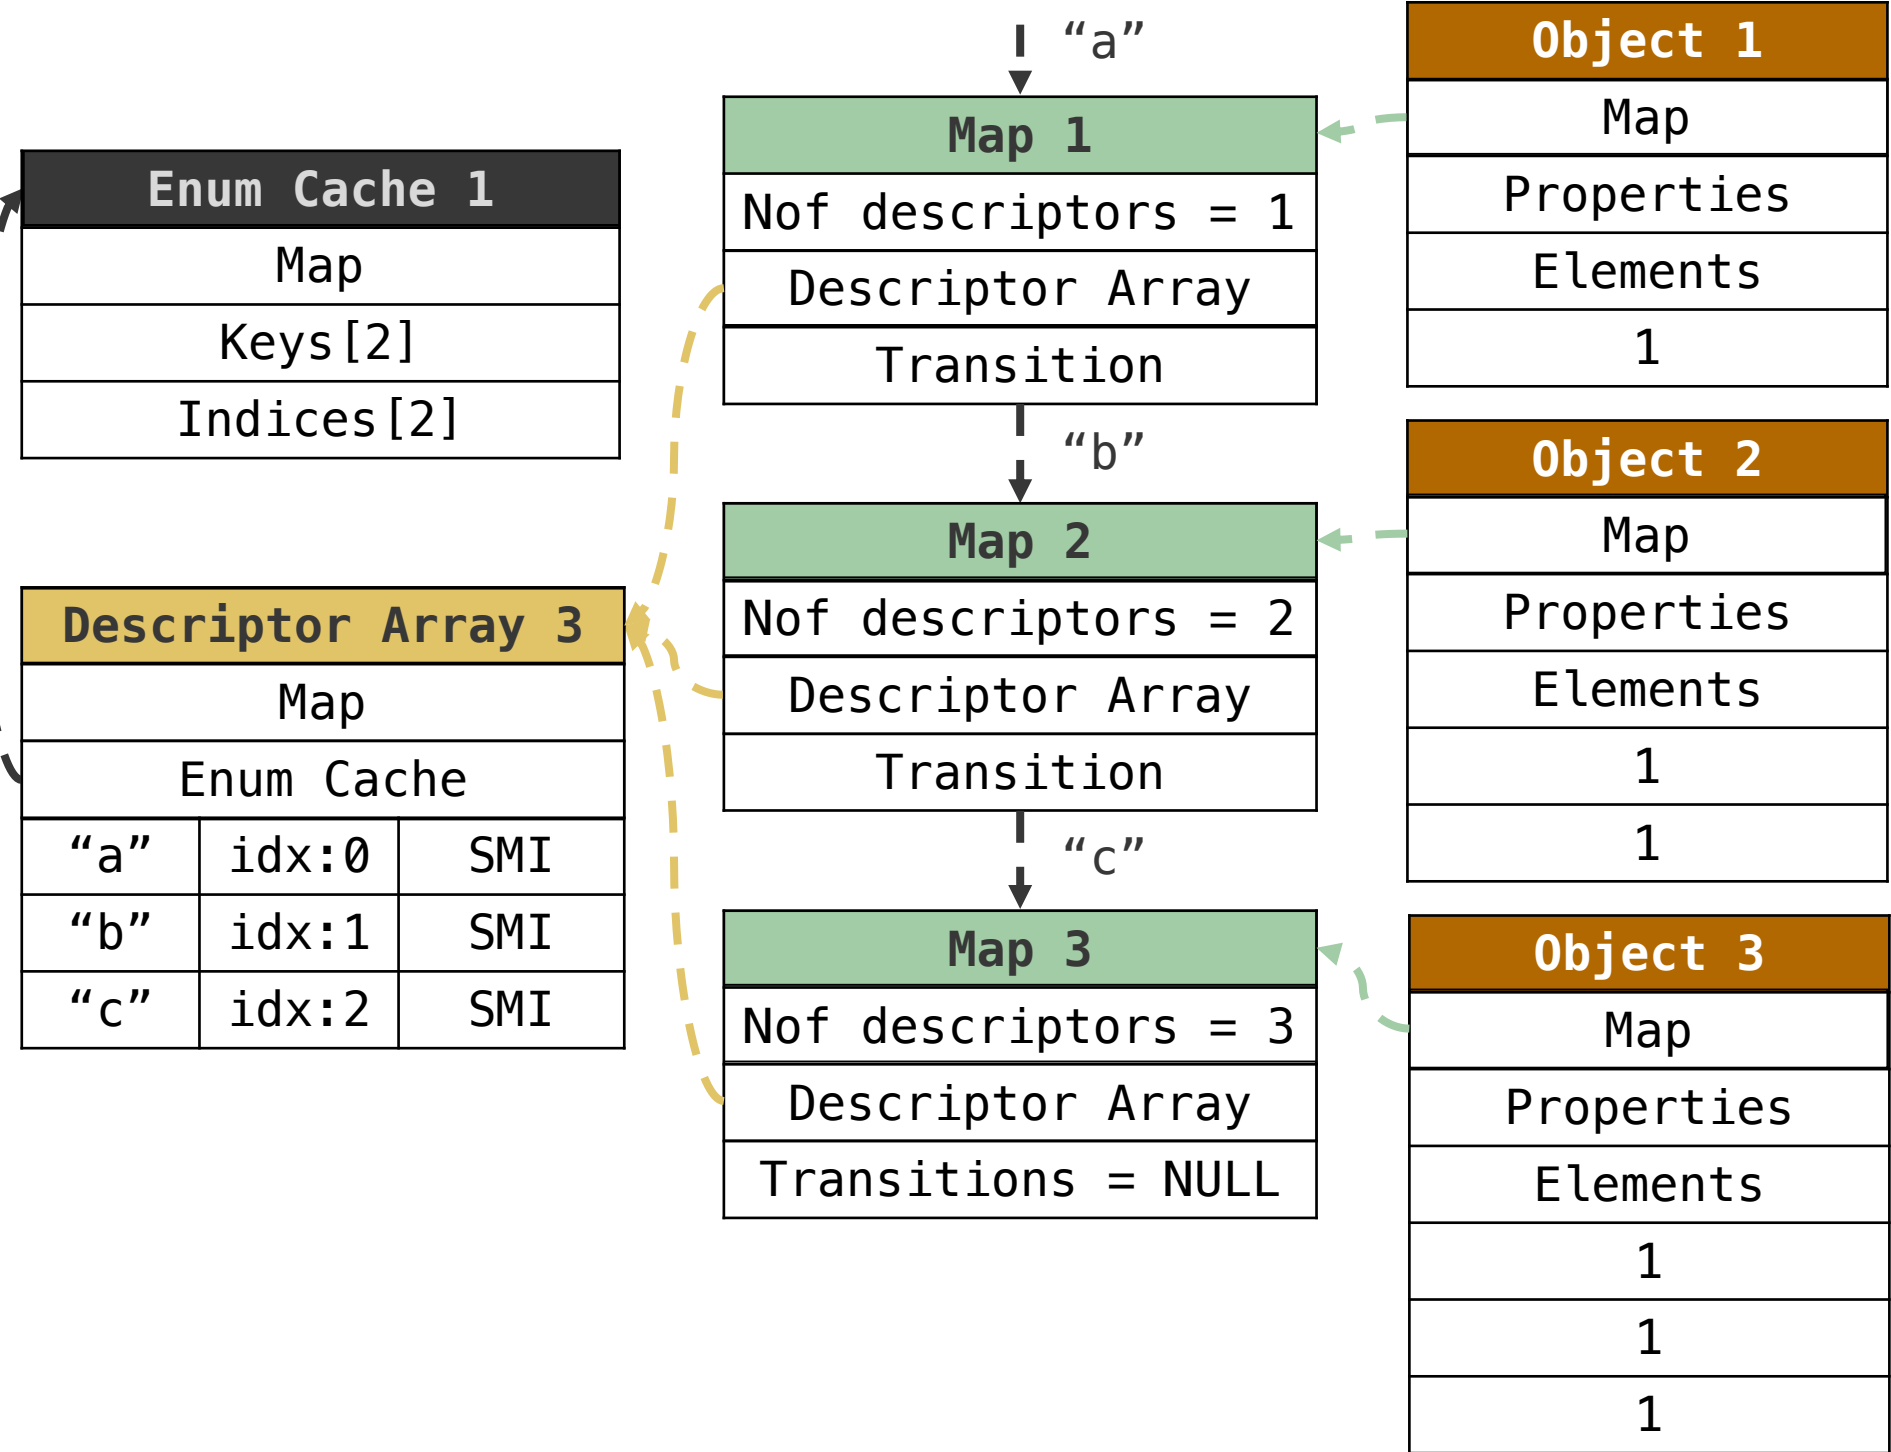 Enum Cache 1
Map
Keys[2]
Indices[2]
Descriptor Array 3
Map
Enum Cache
“a” idx:0 SMI
“b” idx:1 SMI
“c” idx:2 SMI
“a”
Map 1
Nof descriptors = 1
Descriptor Array
Transition
“b”
Map 2
Nof descriptors = 2
Descriptor Array
Transition
“c”
Map 3
Nof descriptors = 3
Descriptor Array
Transitions = NULL
Object 1
Map
Properties
Elements
1
Object 2
Map
Properties
Elements
1
1
Object 3
Map
Properties
Elements
1
1
1